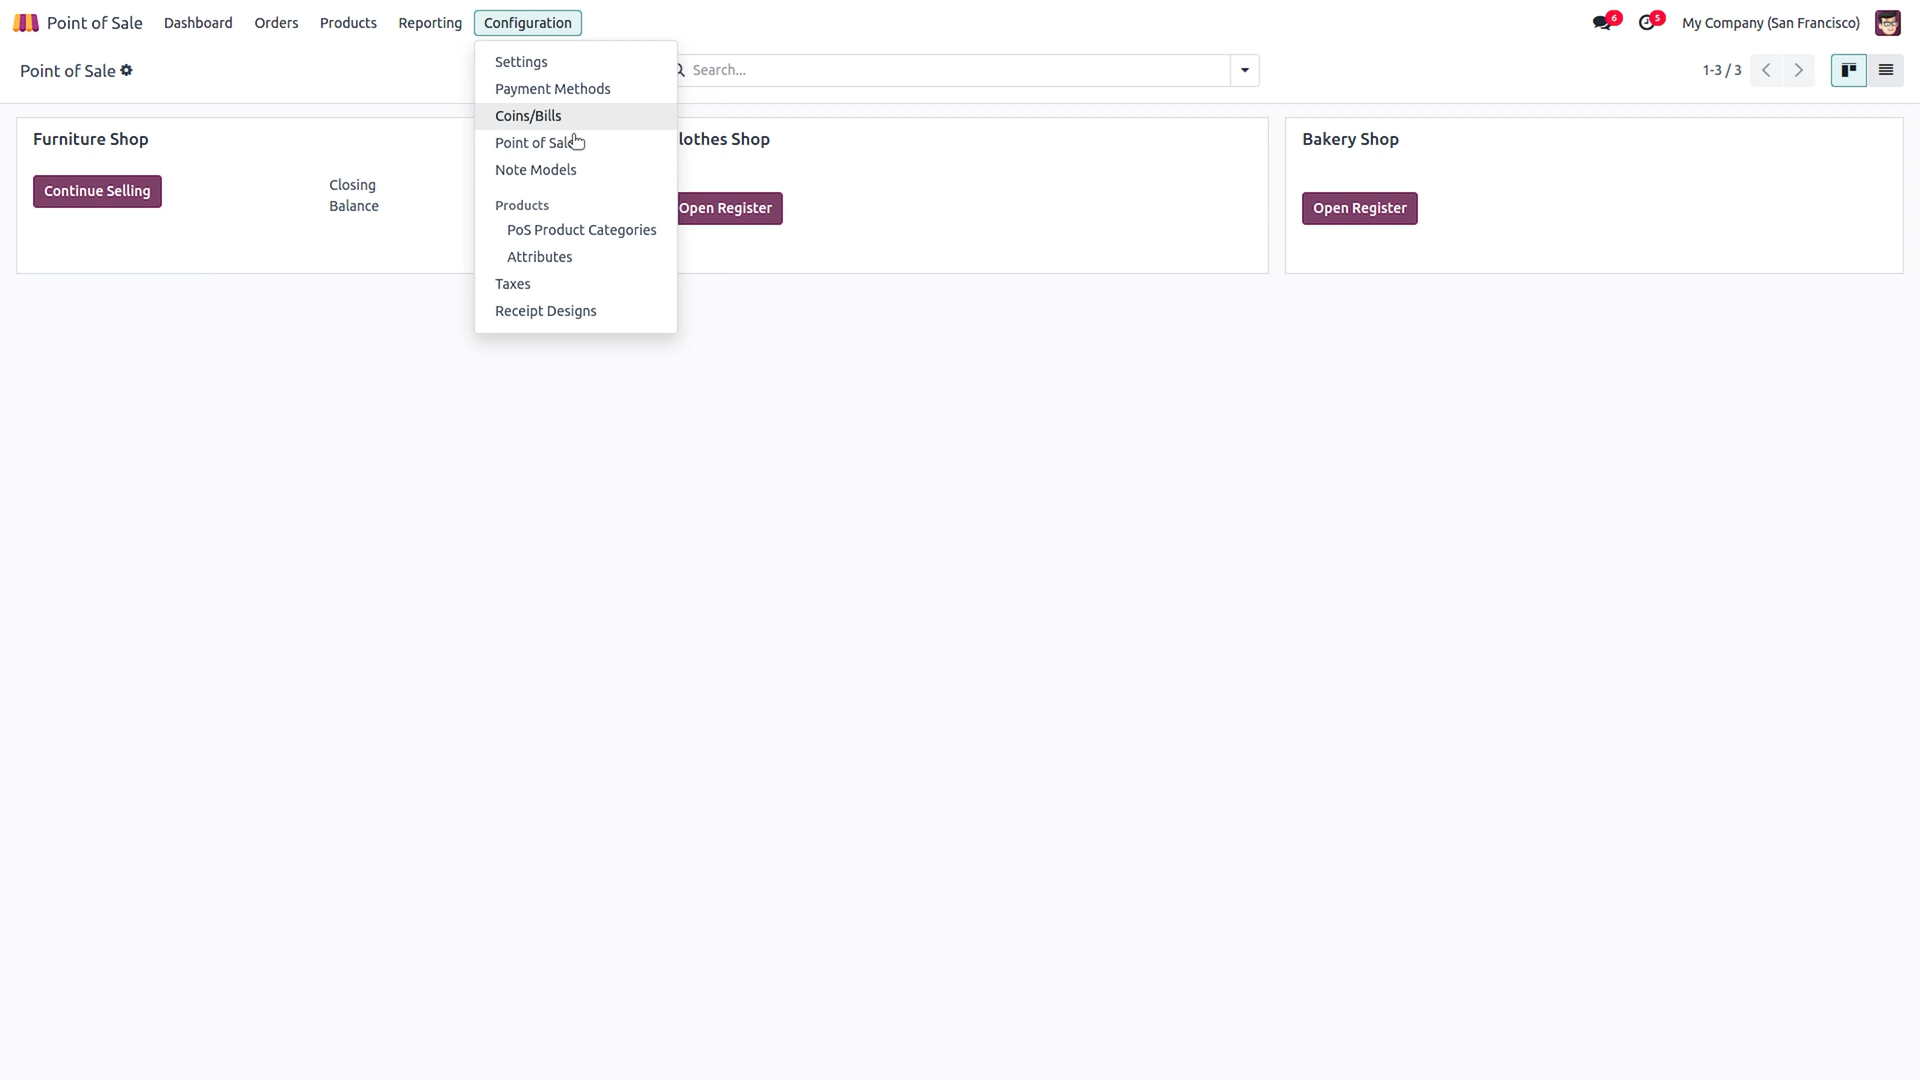 Point of Sale Dashboard Orders Products Reporting Configuration 6 5 My Company (San Francisco)
Point of Sale Search... 1-3 / 3
Settings
Payment Methods
Coins/Bills
Point of Sale
Note Models
Products
PoS Product Categories
Attributes
Taxes
Receipt Designs
Furniture Shop
Continue Selling
Closing
Balance
lothes Shop
Open Register
Bakery Shop
Open Register